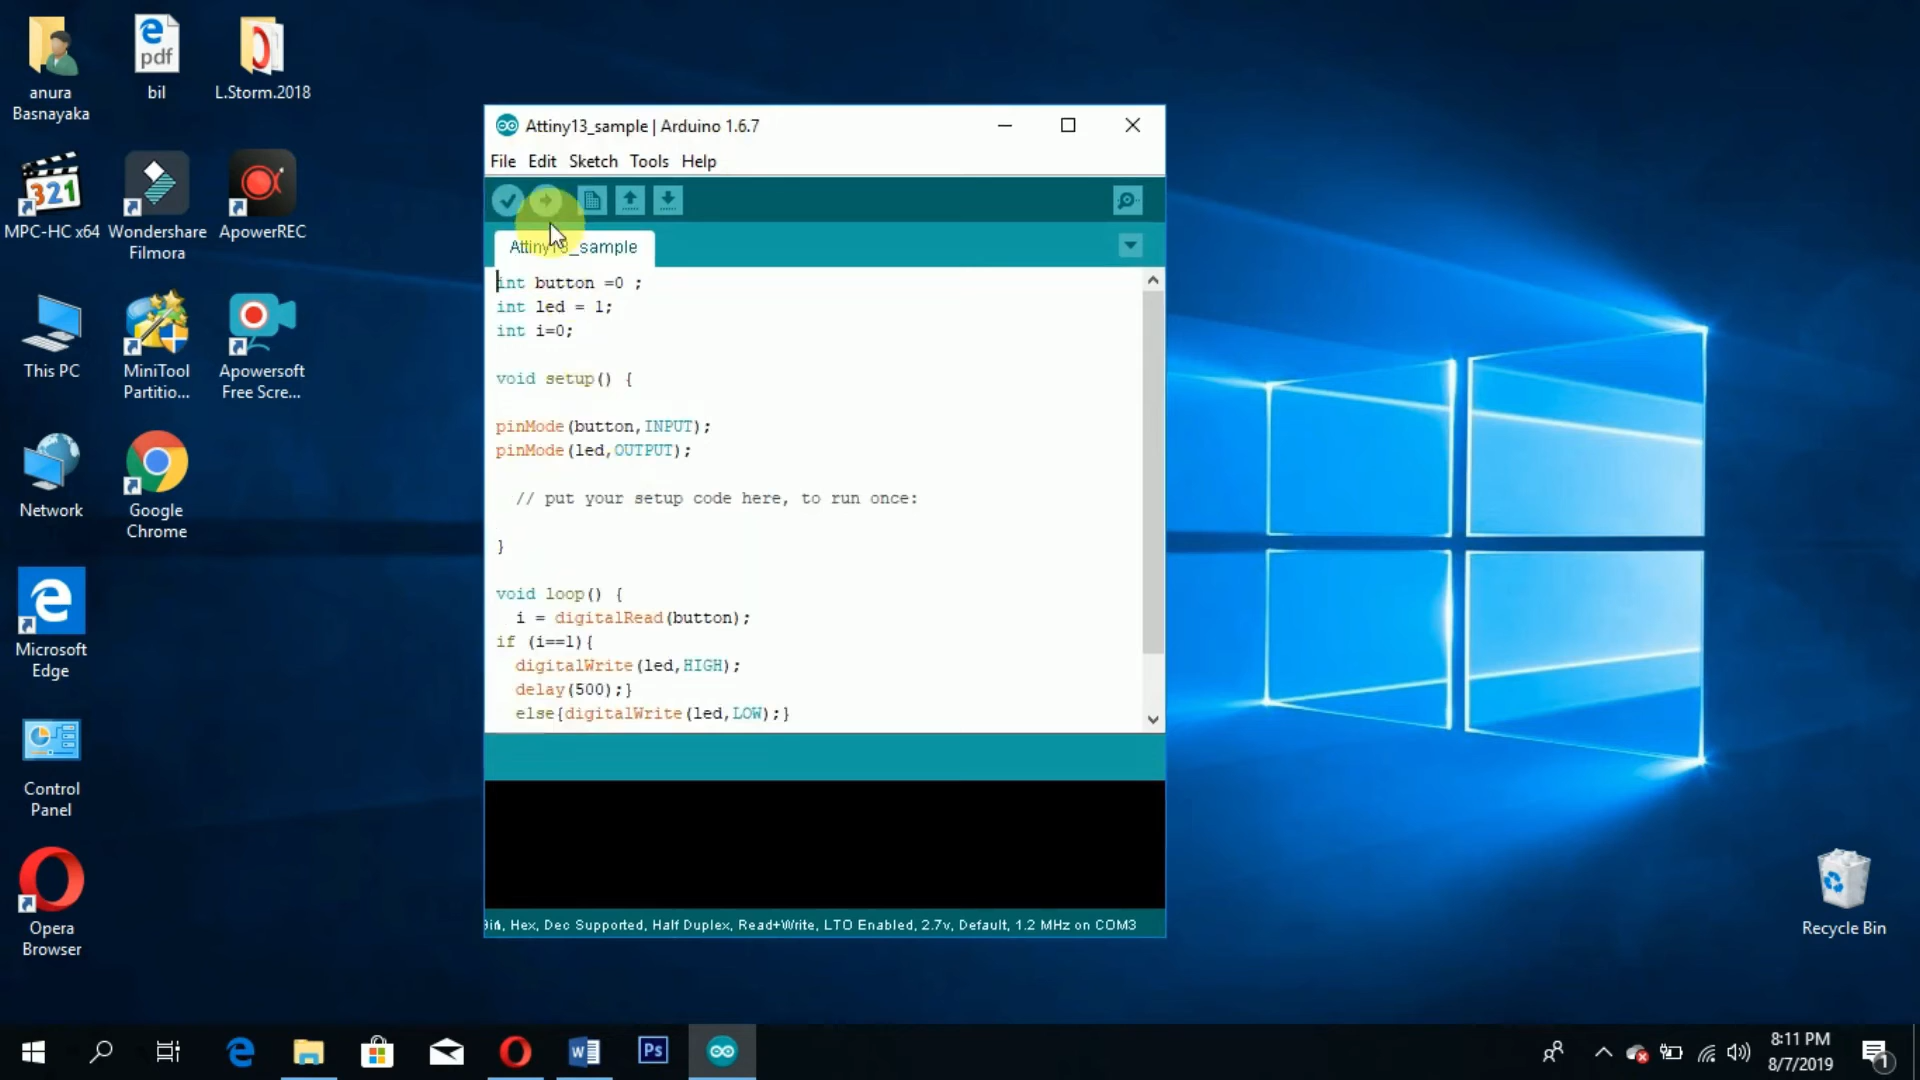 anura
Basnayaka
pdf
bil
L.Storm.2018
321
MPC-HC x64
Wondershare
Filmora
ApowerREC
This PC
MiniTool
Partitio...
Apowersoft
Free Scre...
Network
Google
Chrome
Microsoft
Edge
Control
Panel
Opera
Browser
Attiny13_sample | Arduino 1.6.7
File Edit Sketch Tools Help
Attiny13_sample
int button =0 ;
int led = 1;
int i=0;
void setup() {
pinMode(button,INPUT);
pinMode(led,OUTPUT);
// put your setup code here, to run once:
}
void loop() {
i = digitalRead(button);
if (i==1){
digitalWrite(led,HIGH);
delay(500);}
else{digitalWrite(led,LOW);}
Hex, Dec Supported, Half Duplex, Read+Write, LTO Enabled, 2.7v, Default, 1.2 MHz on COM3
Recycle Bin
Ps
8:11 PM
8/7/2019
1